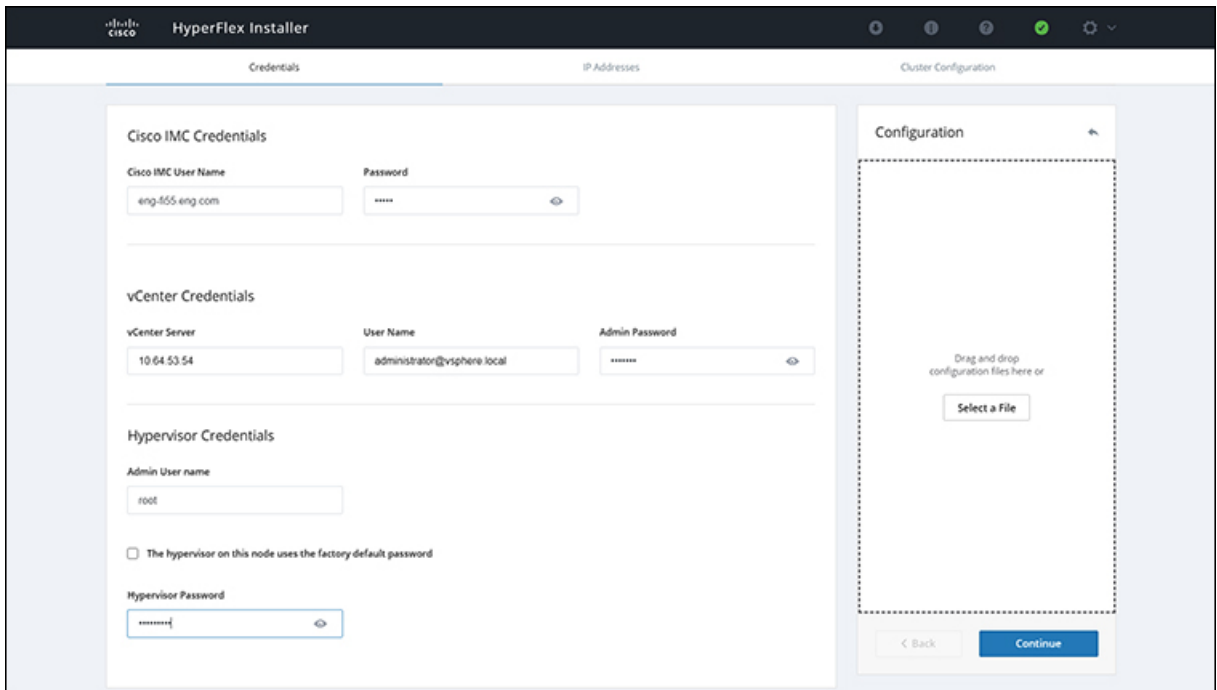 CISCO HyperFlex Installer
Credentials IP Addresses Cluster Configuration
Cisco IMC Credentials
Cisco IMC User Name Password
eng-fi55.eng.com •••••
vCenter Credentials
vCenter Server User Name Admin Password
10.64.53.54 administrator@vsphere.local •••••••
Hypervisor Credentials
Admin User name
root
The hypervisor on this node uses the factory default password
Hypervisor Password
•••••••••
Configuration
Drag and drop
configuration files here or
Select a File
< Back Continue